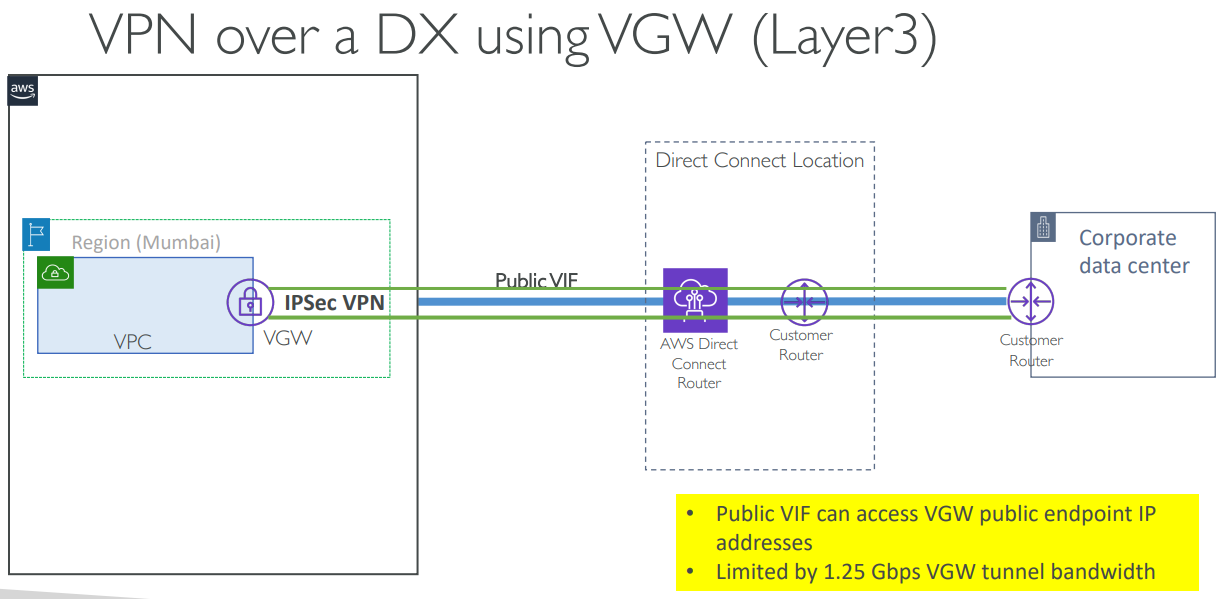 VPN over a DX using VGW (Layer3)
aws
Direct Connect Location
Region (Mumbai)
Corporate
data center
Public VIF
IPSec VPN
VPC
VGW
AWS Direct
Connect
Router
Customer
Router
Customer
Router
• Public VIF can access VGW public endpoint IP
addresses
• Limited by 1.25 Gbps VGW tunnel bandwidth